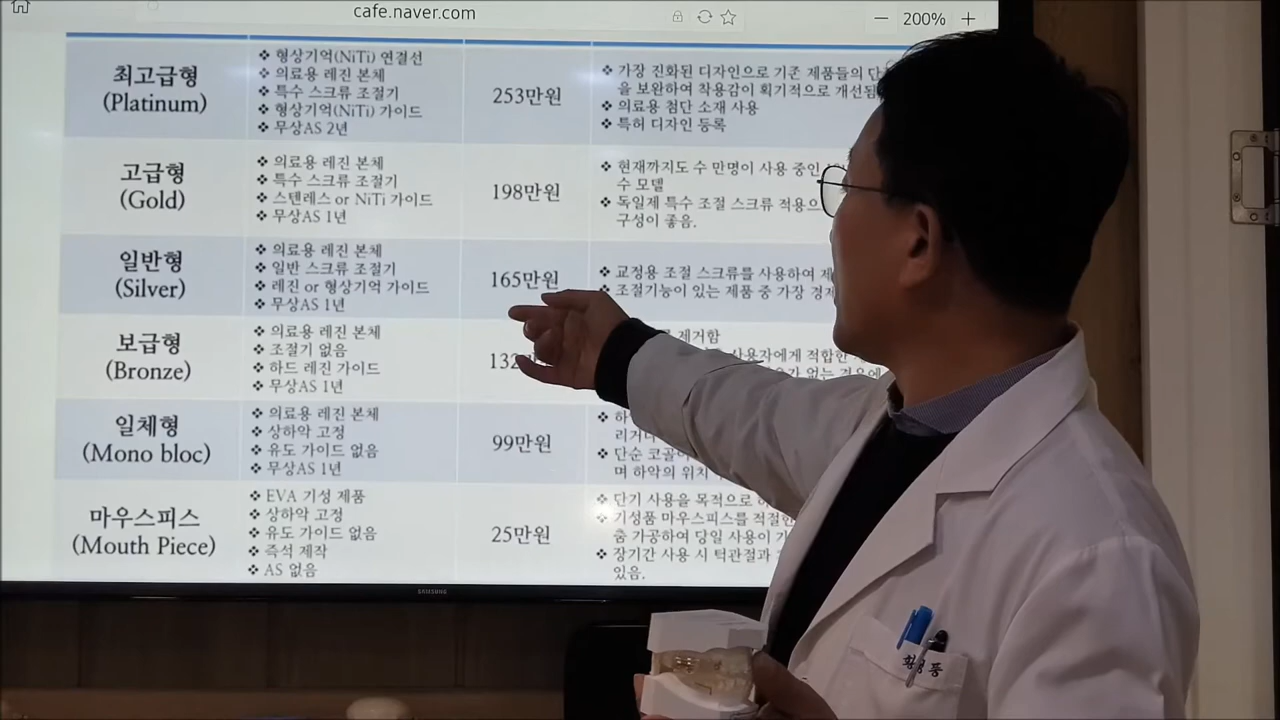 cafe.naver.com
200%
최고급형
(Platinum)
❖ 형상기억(NiTi) 연결선
❖ 의료용 레진 본체
❖ 특수 스크류 조절기
❖ 형상기억(NiTi) 가이드
❖ 무상AS 2년
253만원
❖ 가장 진화된 디자인으로 기존 제품들의
을 보완하여 착용감이 획기적으로
❖ 의료용 첨단 소재 사용
❖ 특허 디자인 등록
고급형
(Gold)
❖ 의료용 레진 본체
❖ 특수 스크류 조절기
❖ 스텐레스 or NiTi 가이드
❖ 무상AS 1년
198만원
❖ 현재까지도 수 만명이 사용 중인
수 모델
❖ 독일제 특수 조절 스크류
구성이 좋음.
일반형
(Silver)
❖ 의료용 레진 본체
❖ 일반 스크류 조절기
❖ 레진 or 형상기억 가이드
❖ 무상AS 1년
165만원
❖ 교정용 조절 스크류를 사용하여
❖ 조절기능이 있는 제품 중 가장
보급형
(Bronze)
❖ 의료용 레진 본체
❖ 조절기 없음
❖ 하드 레진 가이드
❖ 무상AS 1년
132
제거함
사용자에게 적합한
없는 경우에
일체형
(Mono bloc)
❖ 의료용 레진 본체
❖ 상하악 고정
❖ 유도 가이드 없음
❖ 무상AS 1년
99만원
❖ 단순
며 하악의 위치
마우스피스
(Mouth Piece)
❖ EVA 기성 제품
❖ 상하악 고정
❖ 유도 가이드 없음
❖ 즉석 제작
❖ AS 없음
25만원
❖ 단기 사용을 목적으로
❖ 기성품 마우스피스를
춤 가공하여 당일 사용이
❖ 장기간 사용 시 턱관절과
있음.
SAMSUNG